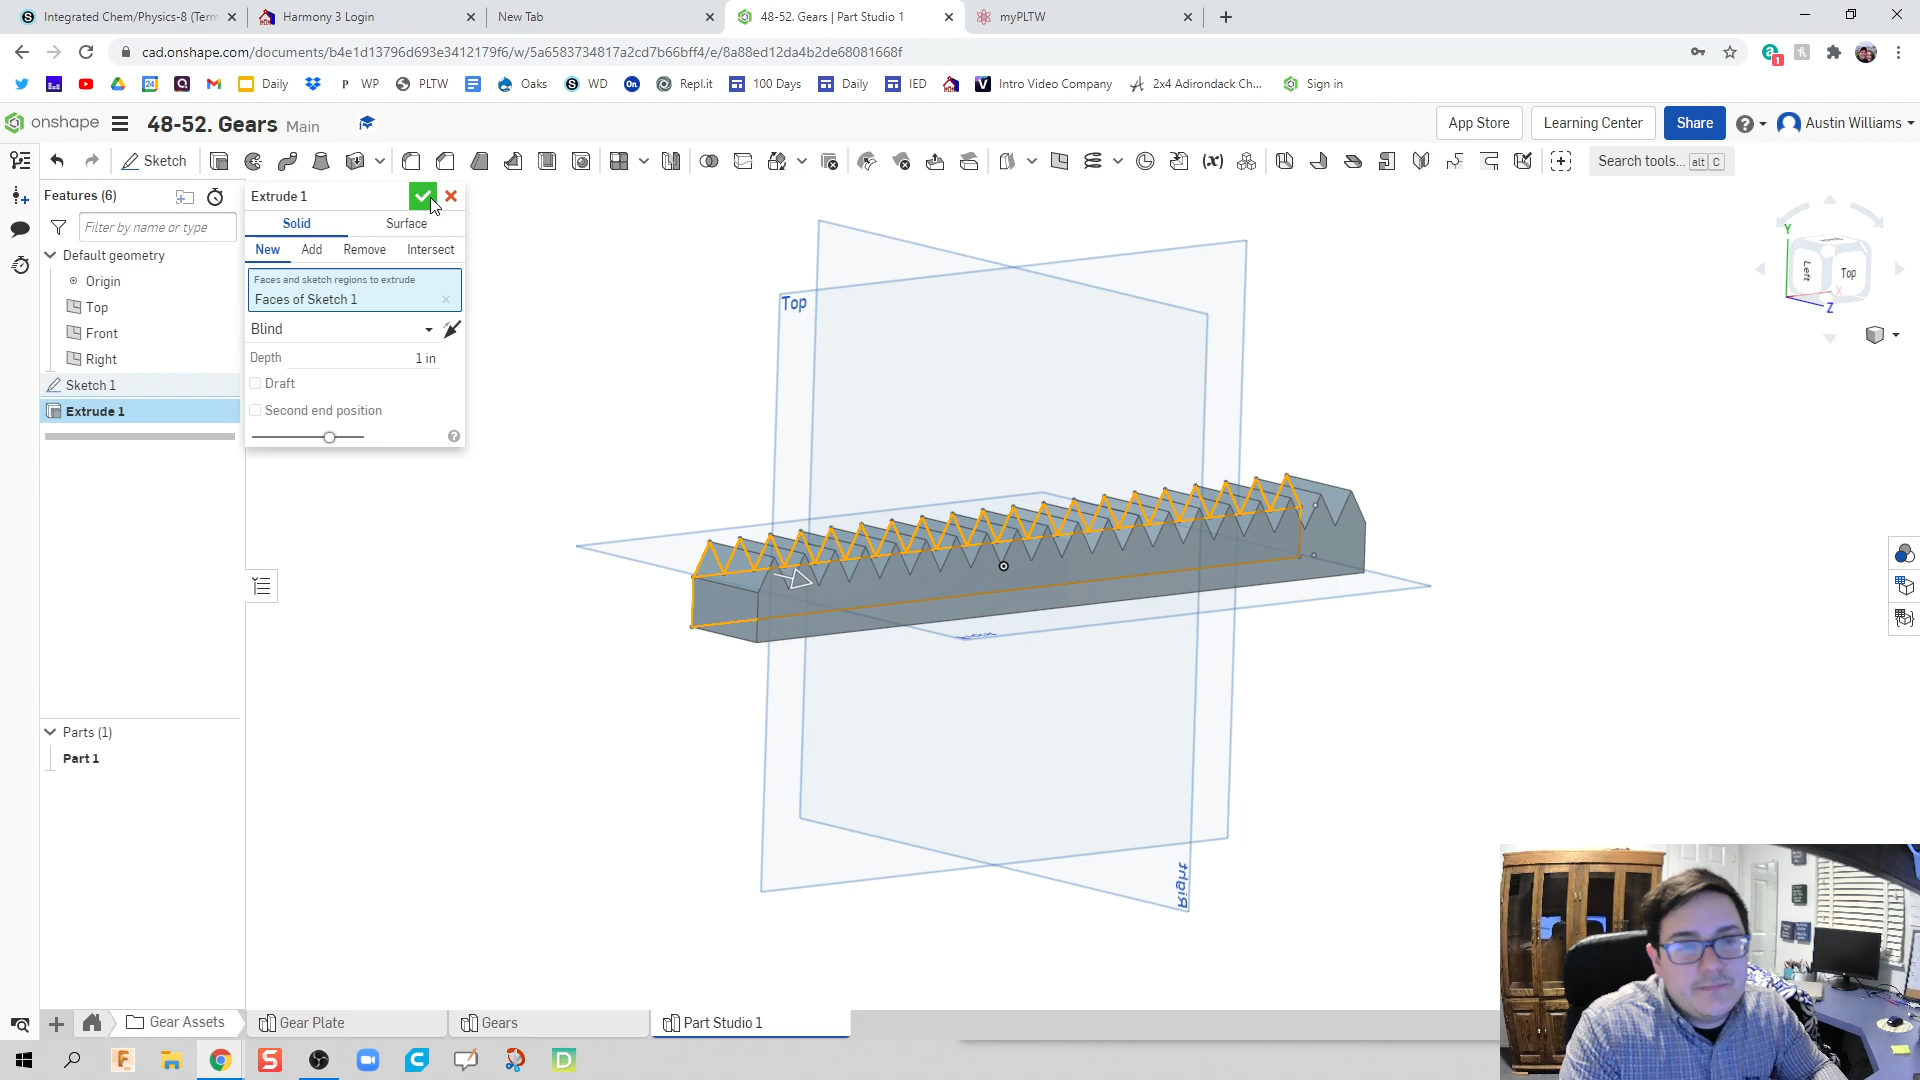 Integrated Chem/Physics-8 (Term
Harmony 3 Login
New Tab
48-52. Gears | Part Studio 1
myPLTW
cad.onshape.com/documents/b4e1d13796d693e3412179f6/w/5a6583734817a2cd7b66bff4/e/8a88ed12da4b2de68081668f
Daily
WP
PLTW
Oaks
WD
Repl.it
100 Days
Daily
IED
Intro Video Company
2x4 Adirondack Ch...
Sign in
onshape
48-52. Gears Main
App Store
Learning Center
Share
Austin Williams
Sketch
Search tools... alt C
Features (6)
Filter by name or type
Default geometry
Origin
Top
Front
Right
Sketch 1
Extrude 1
Extrude 1
Solid
Surface
New
Add
Remove
Intersect
Faces and sketch regions to extrude
Faces of Sketch 1
Blind
Depth
1 in
Draft
Second end position
Top
Right
Y
Left
Top
X
Z
Parts (1)
Part 1
Gear Assets
Gear Plate
Gears
Part Studio 1